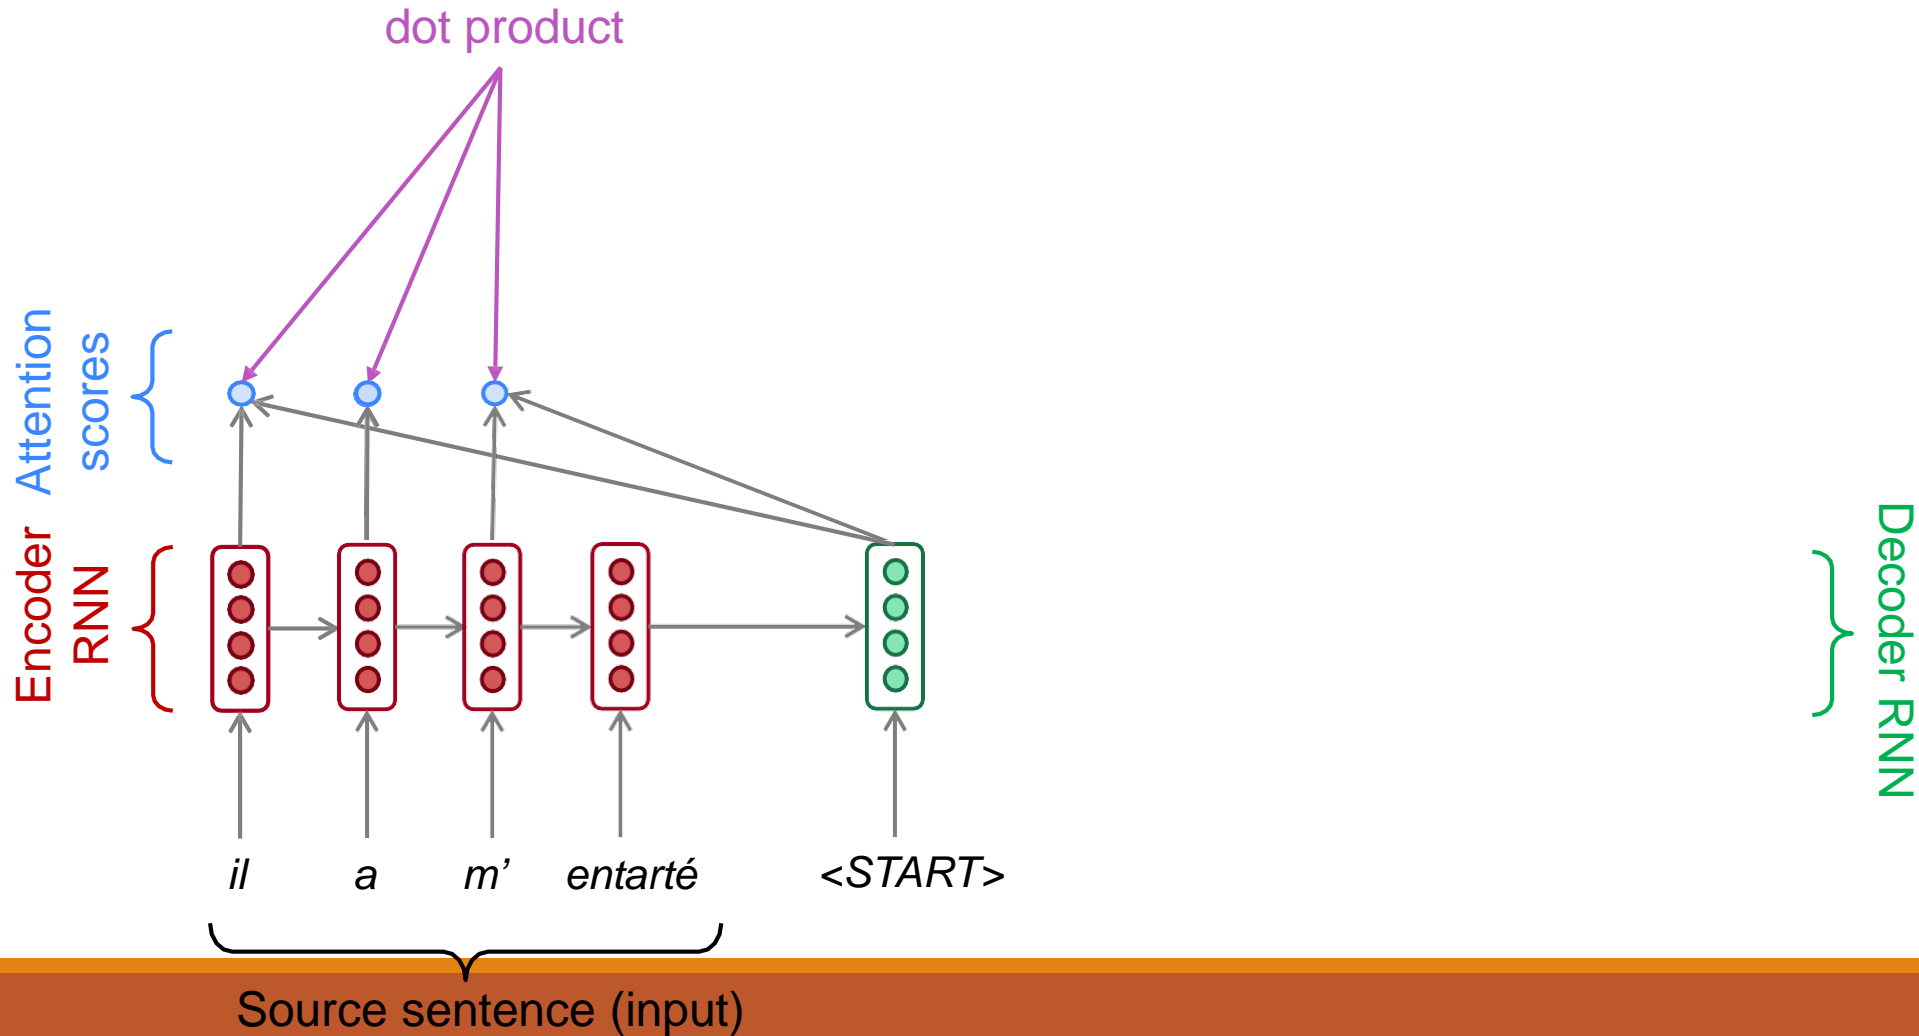 dot product
Attention
scores
Encoder
RNN
Decoder RNN
il a m’ entarté <START>
Source sentence (input)